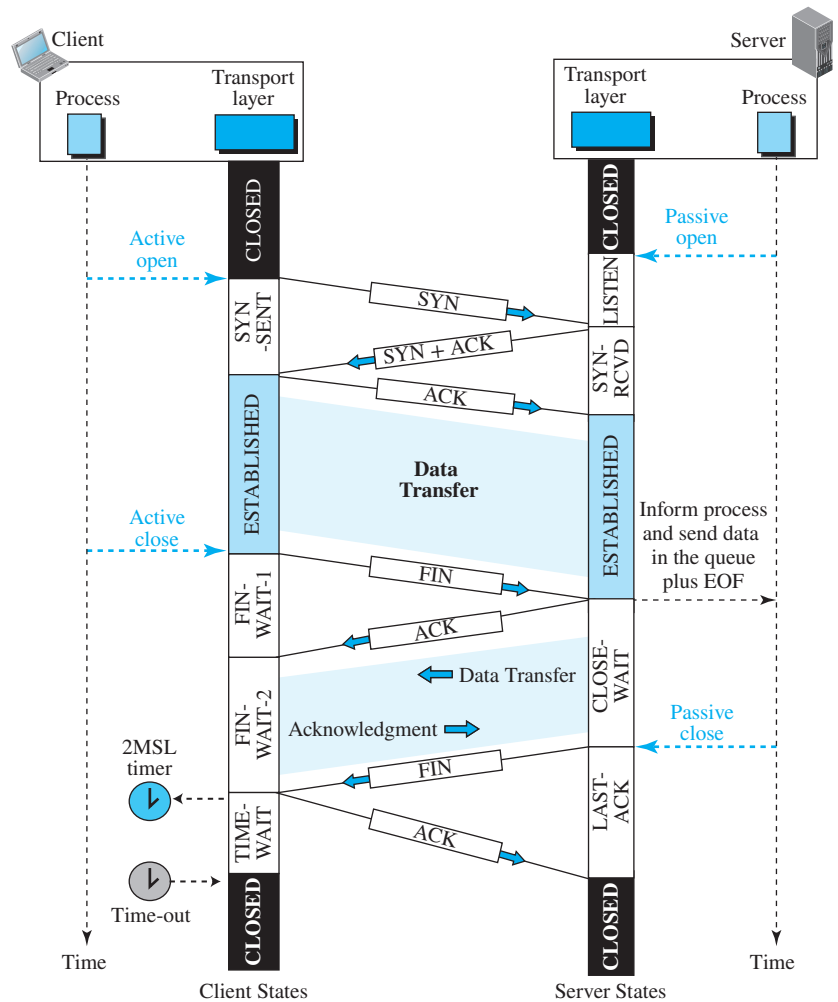 Client
Server
Process
Transport
layer
Transport
layer
Process
CLOSED
CLOSED
Active
open
Passive
open
LISTEN
SYN
SYN
-SENT
SYN + ACK
SYN-
RCVD
ACK
ESTABLISHED
Data
Transfer
ESTABLISHED
Active
close
Inform process
and send data
in the queue
plus EOF
FIN
FIN-
WAIT-1
ACK
CLOSE-
WAIT
Data Transfer
FIN-
WAIT-2
Acknowledgment
Passive
close
2MSL
timer
FIN
LAST-
ACK
TIME-
WAIT
ACK
Time-out
CLOSED
CLOSED
Time
Time
Client States
Server States